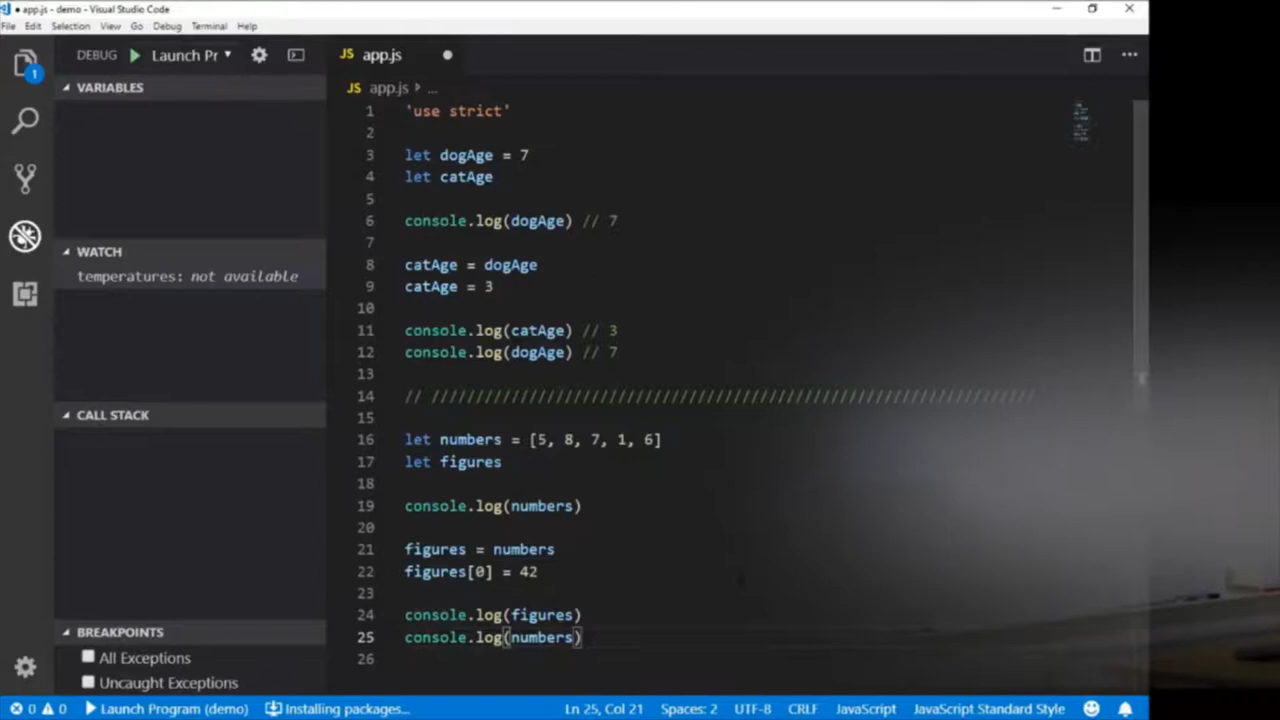 ● app.js - demo - Visual Studio Code
File Edit Selection View Go Debug Terminal Help
1
DEBUG Launch Pr
JS app.js ●
VARIABLES
JS app.js ...
WATCH
temperatures: not available
CALL STACK
BREAKPOINTS
All Exceptions
Uncaught Exceptions
1 'use strict'
2
3 let dogAge = 7
4 let catAge
5
6 console.log(dogAge) // 7
7
8 catAge = dogAge
9 catAge = 3
10
11 console.log(catAge) // 3
12 console.log(dogAge) // 7
13
14 // ////////////////////////////////////////////////////////////////////
15
16 let numbers = [5, 8, 7, 1, 6]
17 let figures
18
19 console.log(numbers)
20
21 figures = numbers
22 figures[0] = 42
23
24 console.log(figures)
25 console.log(numbers)
26
0 0 Launch Program (demo) Installing packages... Ln 25, Col 21 Spaces: 2 UTF-8 CRLF JavaScript JavaScript Standard Style